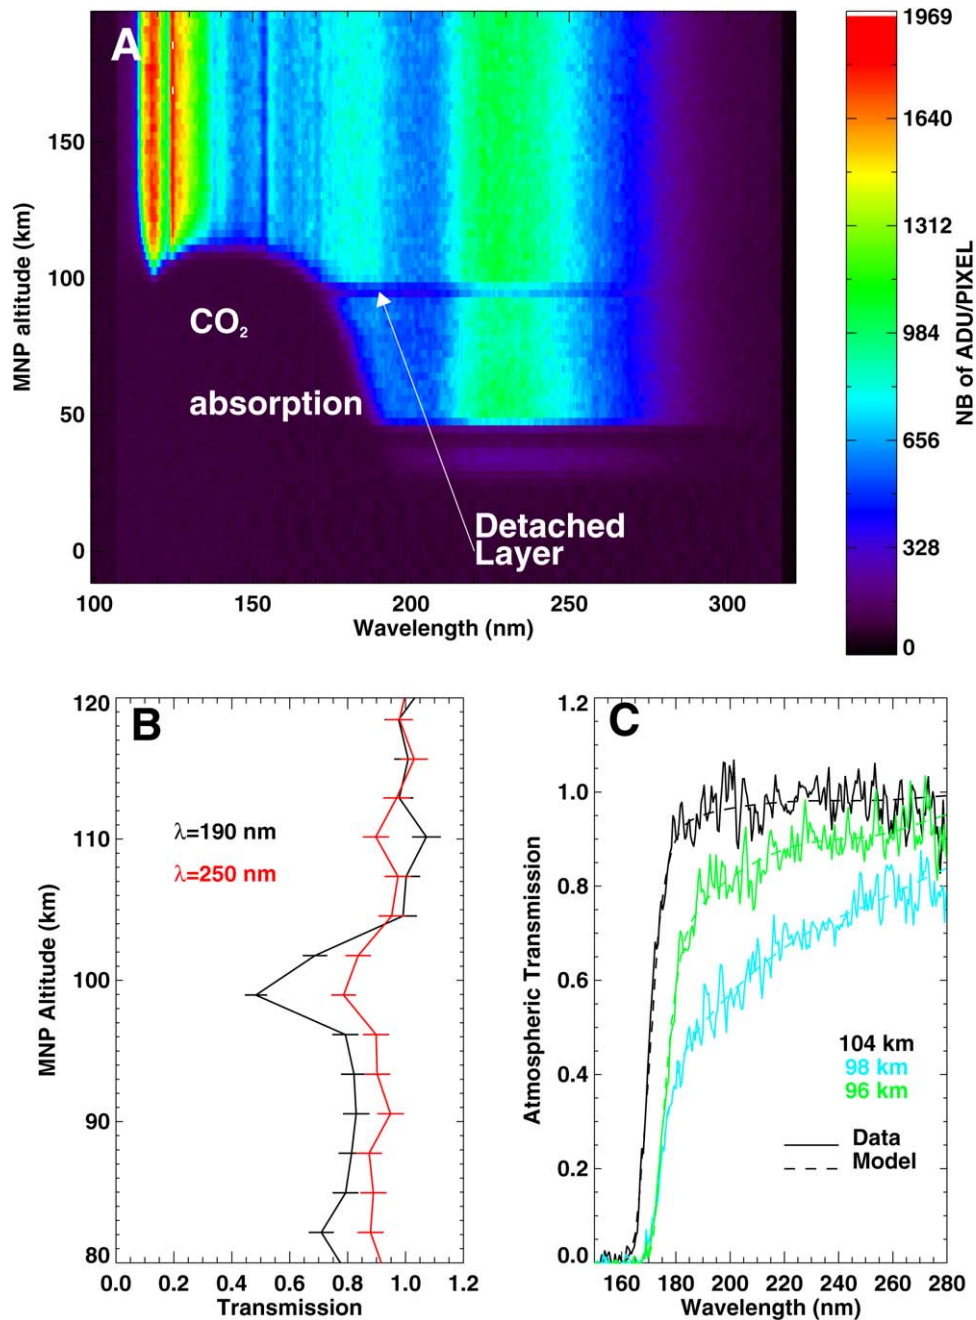 A
MNP altitude (km)
150
100
50
0
CO₂
absorption
Detached
Layer
100 150 200 250 300
Wavelength (nm)
NB of ADU/PIXEL
1969
1640
1312
984
656
328
0
B
MNP Altitude (km)
120
110
100
90
80
λ=190 nm
λ=250 nm
0.0 0.2 0.4 0.6 0.8 1.0 1.2
Transmission
C
Atmospheric Transmission
1.2
1.0
0.8
0.6
0.4
0.2
0.0
104 km
98 km
96 km
Data
Model
160 180 200 220 240 260 280
Wavelength (nm)